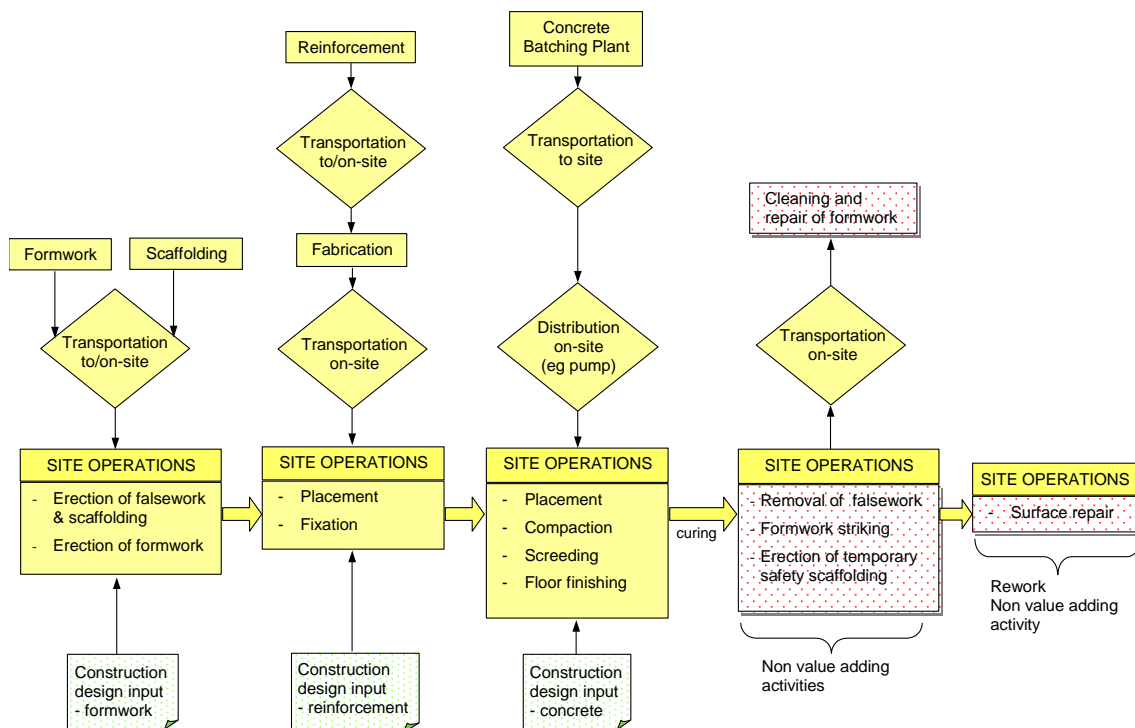 Reinforcement
Concrete
Batching Plant
Transportation
to/on-site
Transportation
to site
Cleaning and
repair of formwork
Formwork
Scaffolding
Fabrication
Transportation
to/on-site
Transportation
on-site
Distribution
on-site
(eg pump)
Transportation
on-site
SITE OPERATIONS
- Erection of falsework
& scaffolding
- Erection of formwork
SITE OPERATIONS
- Placement
- Fixation
SITE OPERATIONS
- Placement
- Compaction
- Screeding
- Floor finishing
curing
SITE OPERATIONS
- Removal of falsework
- Formwork striking
- Erection of temporary
safety scaffolding
SITE OPERATIONS
- Surface repair
Rework
Non value adding
activity
Non value adding
activities
Construction
design input
- formwork
Construction
design input
- reinforcement
Construction
design input
- concrete